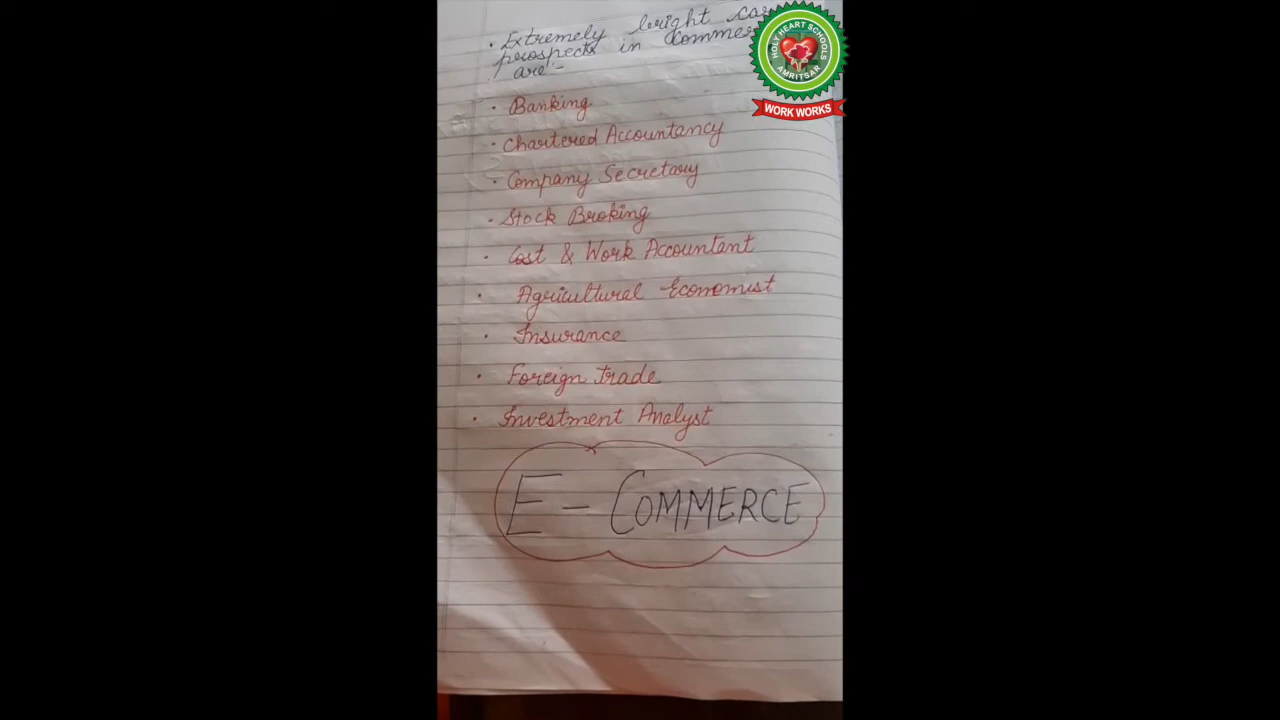 • Extremely bright
prospects in Commer
are:-
• Banking
• Chartered Accountancy
• Company Secretary
• Stock Broking
• Cost & Work Accountant
• Agricultural Economist
• Insurance
• Foreign trade
• Investment Analyst
E - COMMERCE
HOLY HEART SCHOOLS
AMRITSAR
WORK WORKS